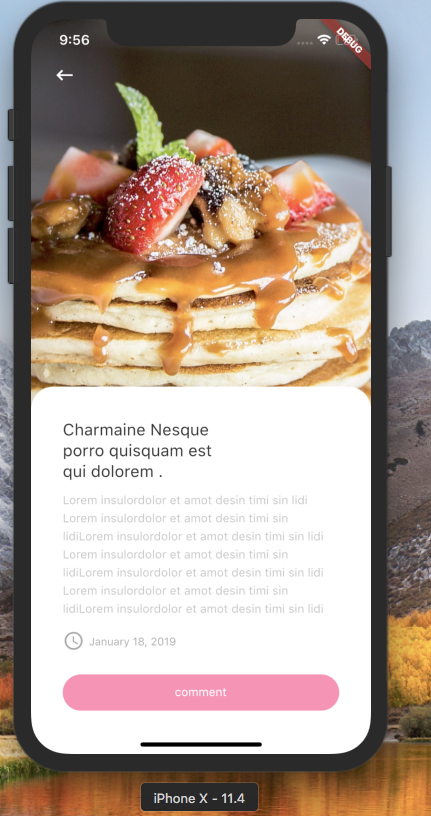 9:56
DEBUG
Charmaine Nesque
porro quisquam est
qui dolorem .
Lorem insulordolor et amot desin timi sin lidi
Lorem insulordolor et amot desin timi sin
lidiLorem insulordolor et amot desin timi sin lidi
Lorem insulordolor et amot desin timi sin
lidiLorem insulordolor et amot desin timi sin lidi
Lorem insulordolor et amot desin timi sin
lidiLorem insulordolor et amot desin timi sin lidi
January 18, 2019
comment
iPhone X - 11.4